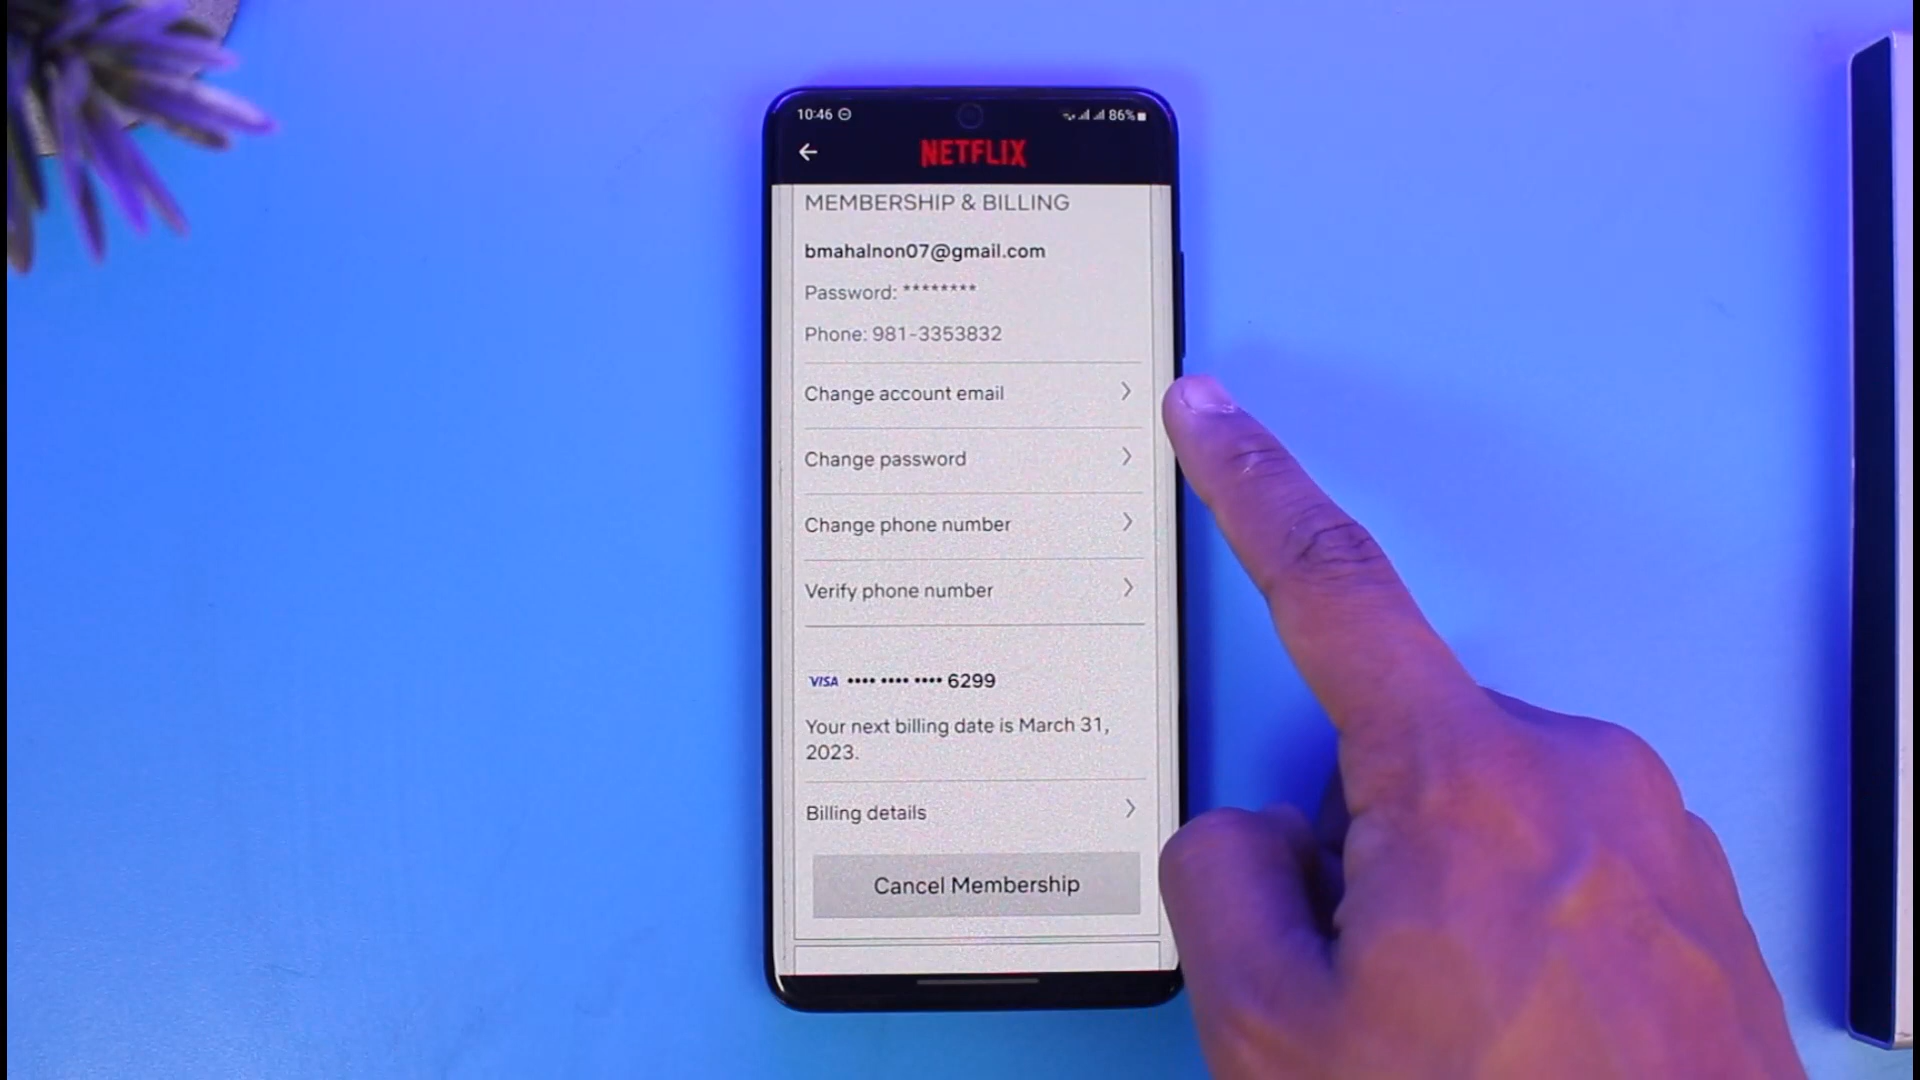 10:46 86%
NETFLIX
MEMBERSHIP & BILLING
bmahalnon07@gmail.com
Password: ********
Phone: 981-3353832
Change account email
Change password
Change phone number
Verify phone number
VISA •••• •••• •••• 6299
Your next billing date is March 31,
2023.
Billing details
Cancel Membership